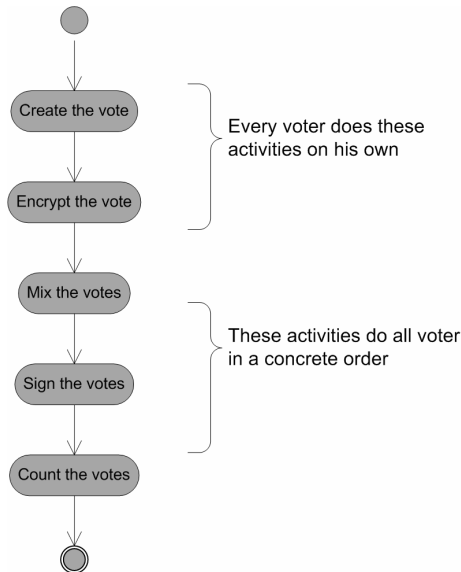 Create the vote
Every voter does these
activities on his own
Encrypt the vote
Mix the votes
These activities do all voter
in a concrete order
Sign the votes
Count the votes